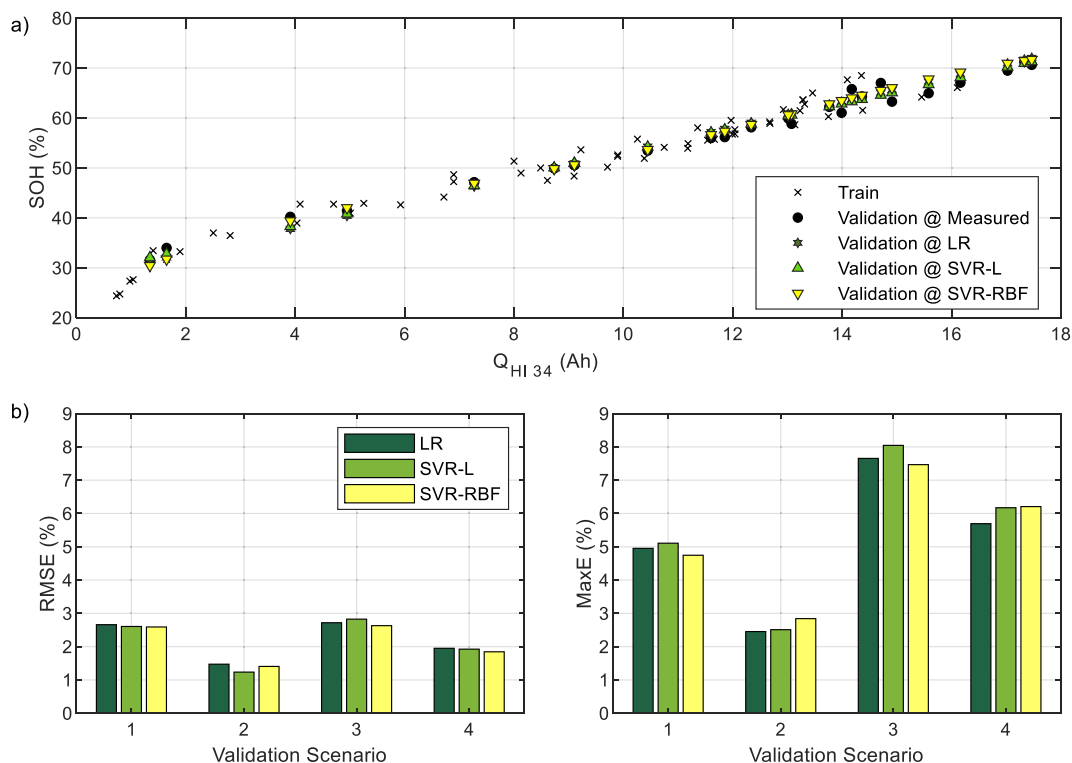 a)
80
70
60
50
40
30
20
SOH (%)
0 2 4 6 8 10 12 14 16 18
Q_HI 34 (Ah)
Train
Validation @ Measured
Validation @ LR
Validation @ SVR-L
Validation @ SVR-RBF
b)
9
8
7
6
5
4
3
2
1
0
RMSE (%)
1 2 3 4
Validation Scenario
LR
SVR-L
SVR-RBF
9
8
7
6
5
4
3
2
1
0
MaxE (%)
1 2 3 4
Validation Scenario